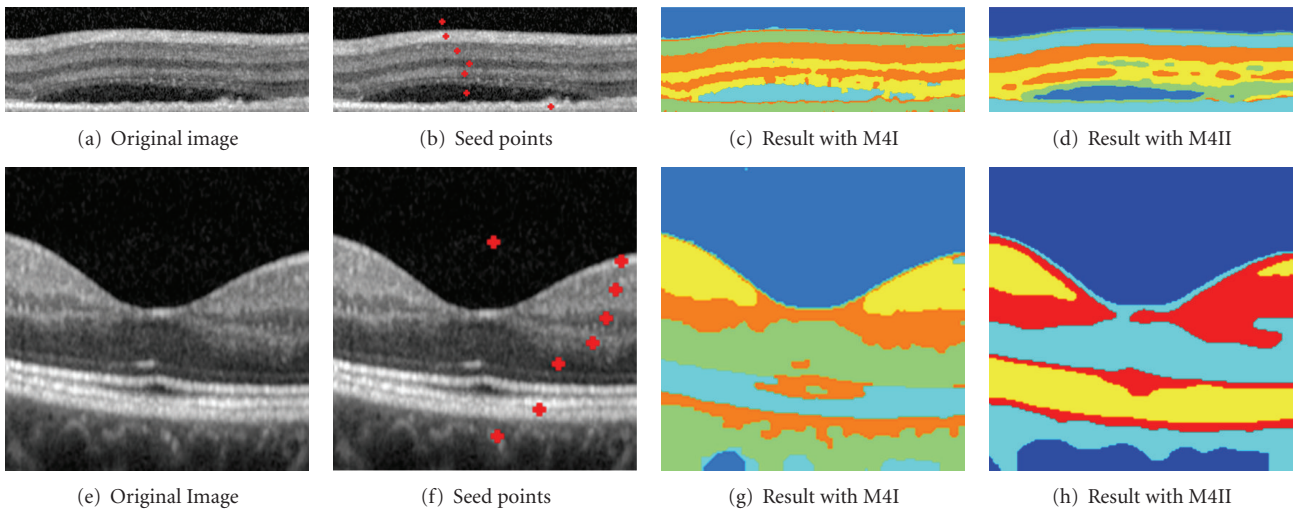 (a) Original image
(b) Seed points
(c) Result with M4I
(d) Result with M4II
(e) Original Image
(f) Seed points
(g) Result with M4I
(h) Result with M4II